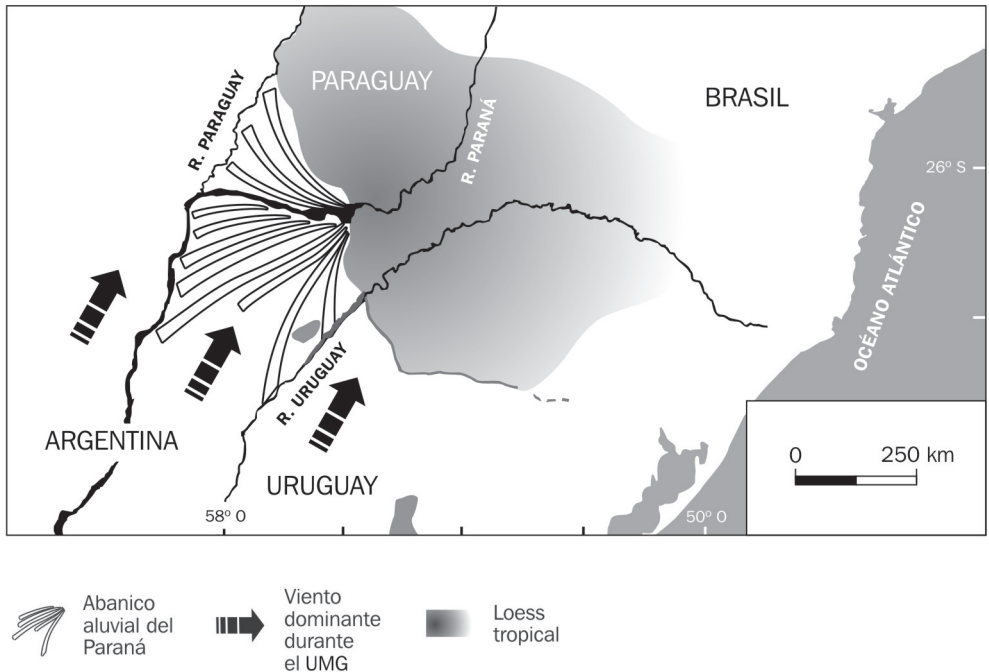 PARAGUAY
BRASIL
R. PARAGUAY
R. PARANÁ
26º S
OCÉANO ATLÁNTICO
R. URUGUAY
ARGENTINA
URUGUAY
0 250 km
58º O
50º O
Abanico
aluvial del
Paraná
Viento
dominante
durante
el UMG
Loess
tropical